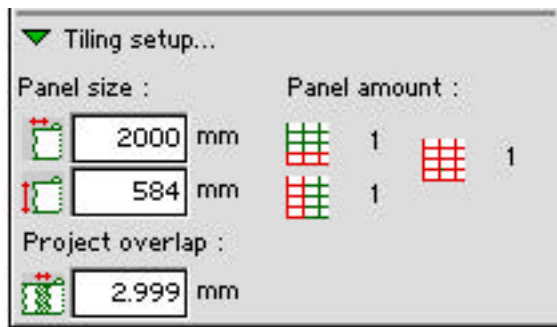 Tiling setup...
Panel size : Panel amount :
2000 mm 1 1
584 mm 1
Project overlap :
2.999 mm